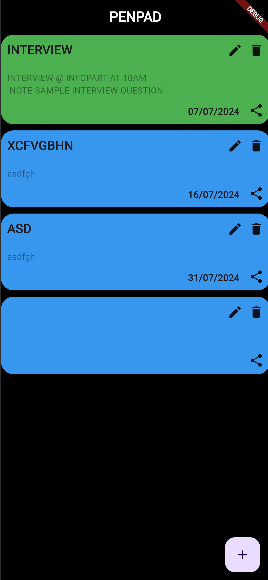 PENPAD
DEBUG
INTERVIEW
INTERVIEW @ INFOPART AT 10AM
NOTE SAMPLE INTERVIEW QUESTION
07/07/2024
XCFVGBHN
asdfgh
16/07/2024
ASD
asdfgh
31/07/2024